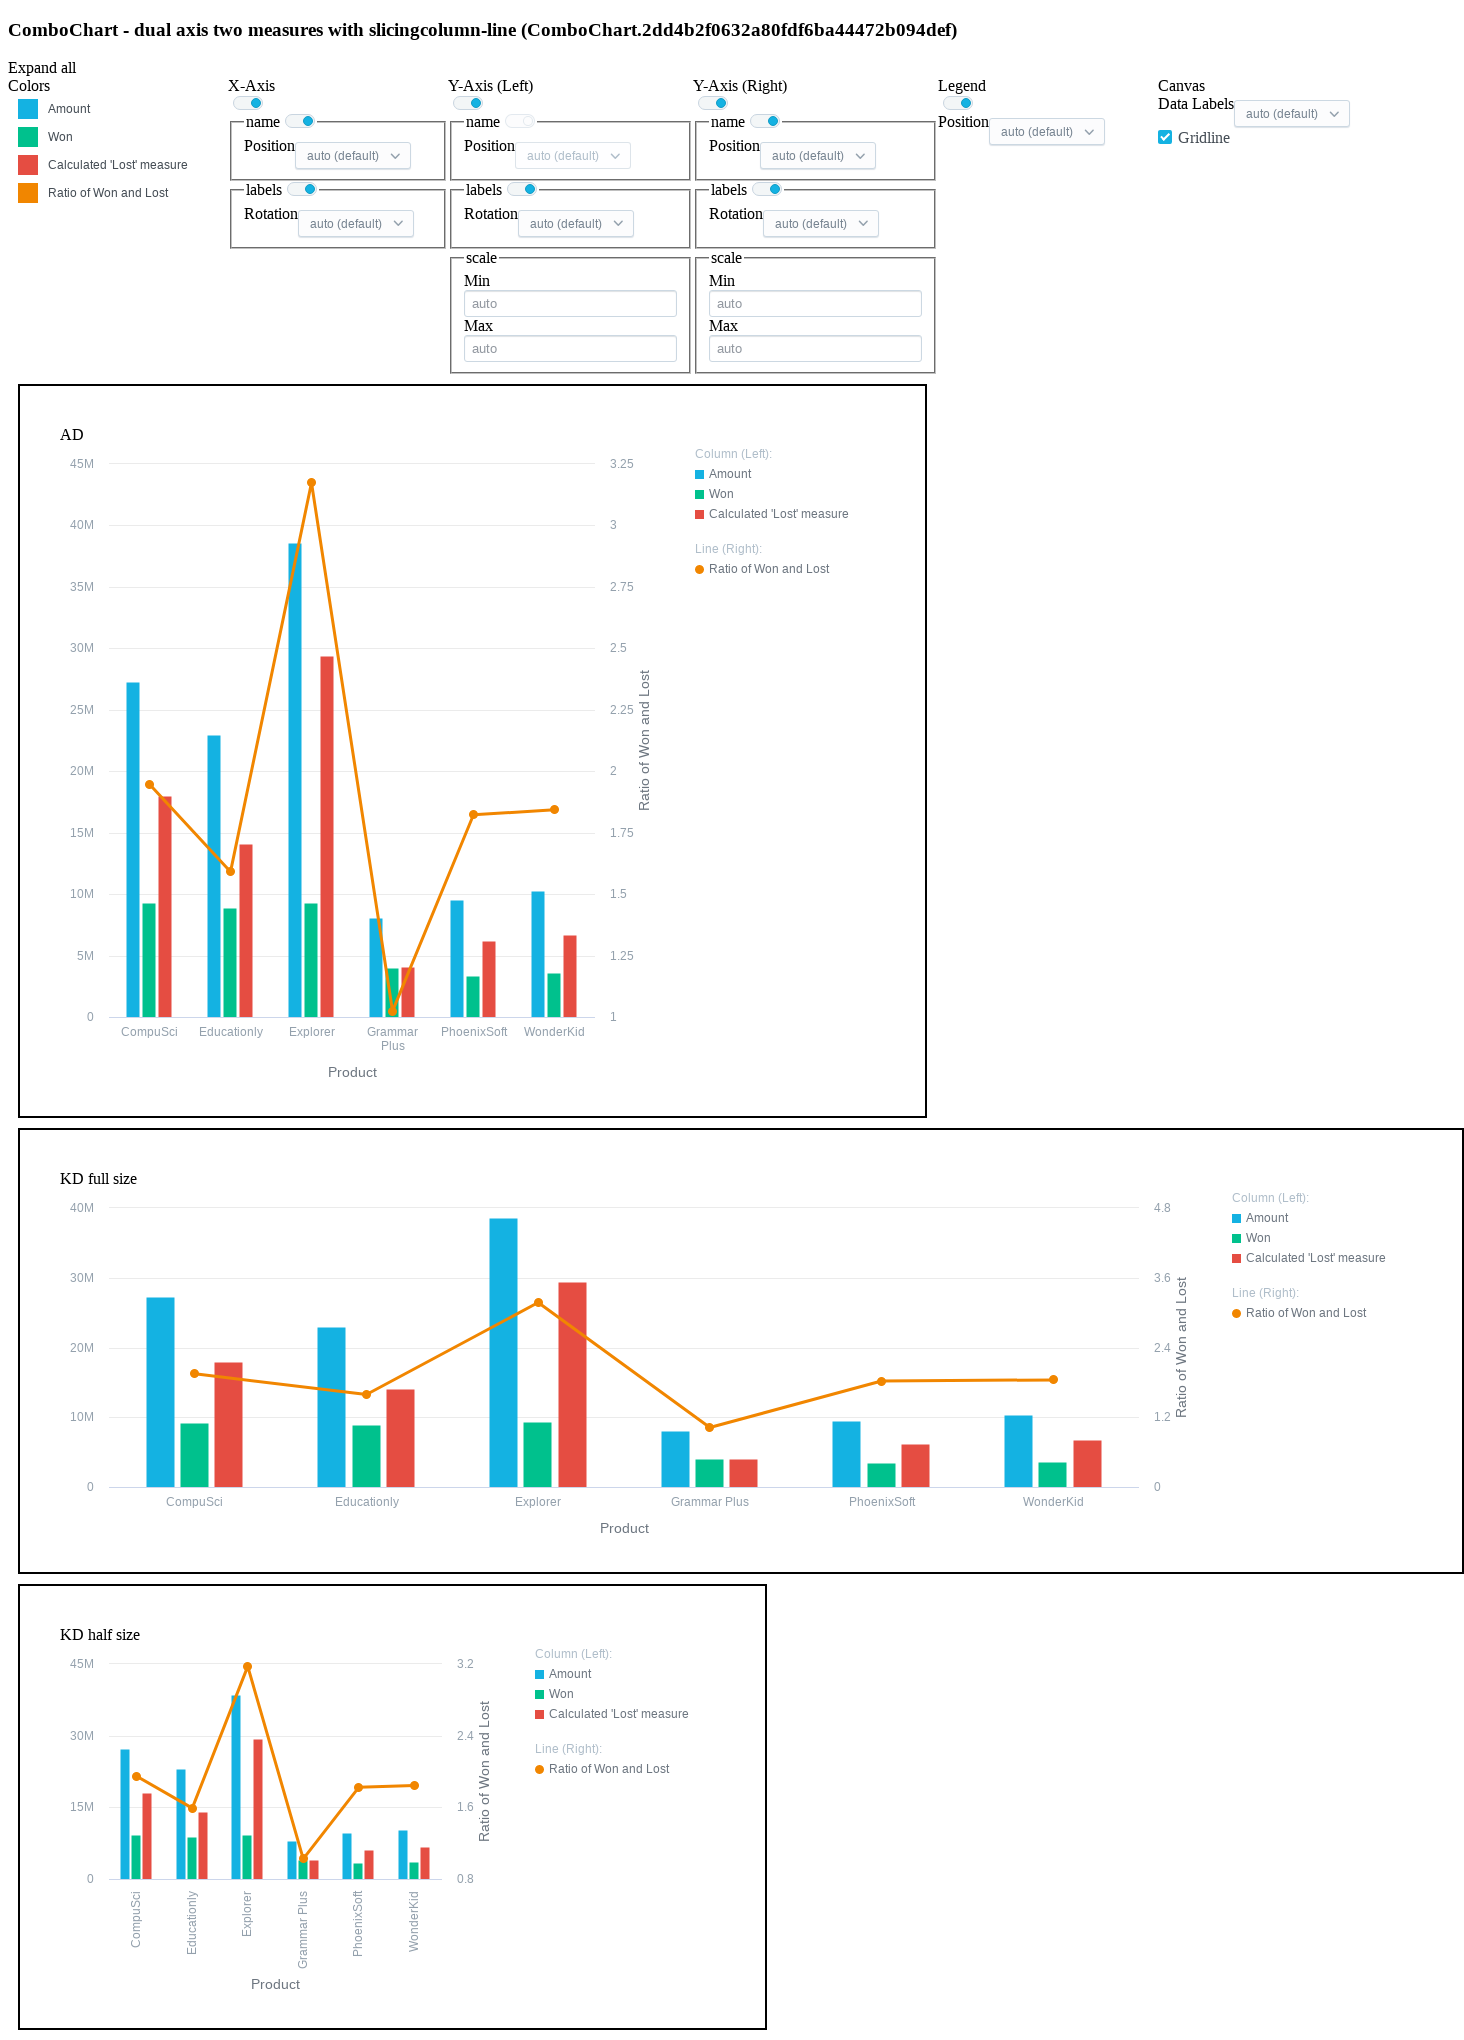 ComboChart - dual axis two measures with slicingcolumn-line (ComboChart.2dd4b2f0632a80fdf6ba44472b094def)
Expand all
Colors
Amount
Won
Calculated 'Lost' measure
Ratio of Won and Lost
X-Axis
name
Position auto (default)
labels
Rotation auto (default)
Y-Axis (Left)
name
Position auto (default)
labels
Rotation auto (default)
scale
Min
auto
Max
auto
Y-Axis (Right)
name
Position auto (default)
labels
Rotation auto (default)
scale
Min
auto
Max
auto
Legend
Position auto (default)
Canvas
Data Labels auto (default)
Gridline
AD
45M
40M
35M
30M
25M
20M
15M
10M
5M
0
3.25
3
2.75
2.5
2.25
2
1.75
1.5
1.25
1
Ratio of Won and Lost
CompuSci Educationly Explorer Grammar PhoenixSoft WonderKid
Plus
Product
Column (Left):
Amount
Won
Calculated 'Lost' measure
Line (Right):
Ratio of Won and Lost
KD full size
40M
30M
20M
10M
0
4.8
3.6
2.4
1.2
0
Ratio of Won and Lost
CompuSci Educationly Explorer Grammar Plus PhoenixSoft WonderKid
Product
Column (Left):
Amount
Won
Calculated 'Lost' measure
Line (Right):
Ratio of Won and Lost
KD half size
45M
30M
15M
0
3.2
2.4
1.6
0.8
Ratio of Won and Lost
CompuSci
Educationly
Explorer
Grammar Plus
PhoenixSoft
WonderKid
Product
Column (Left):
Amount
Won
Calculated 'Lost' measure
Line (Right):
Ratio of Won and Lost